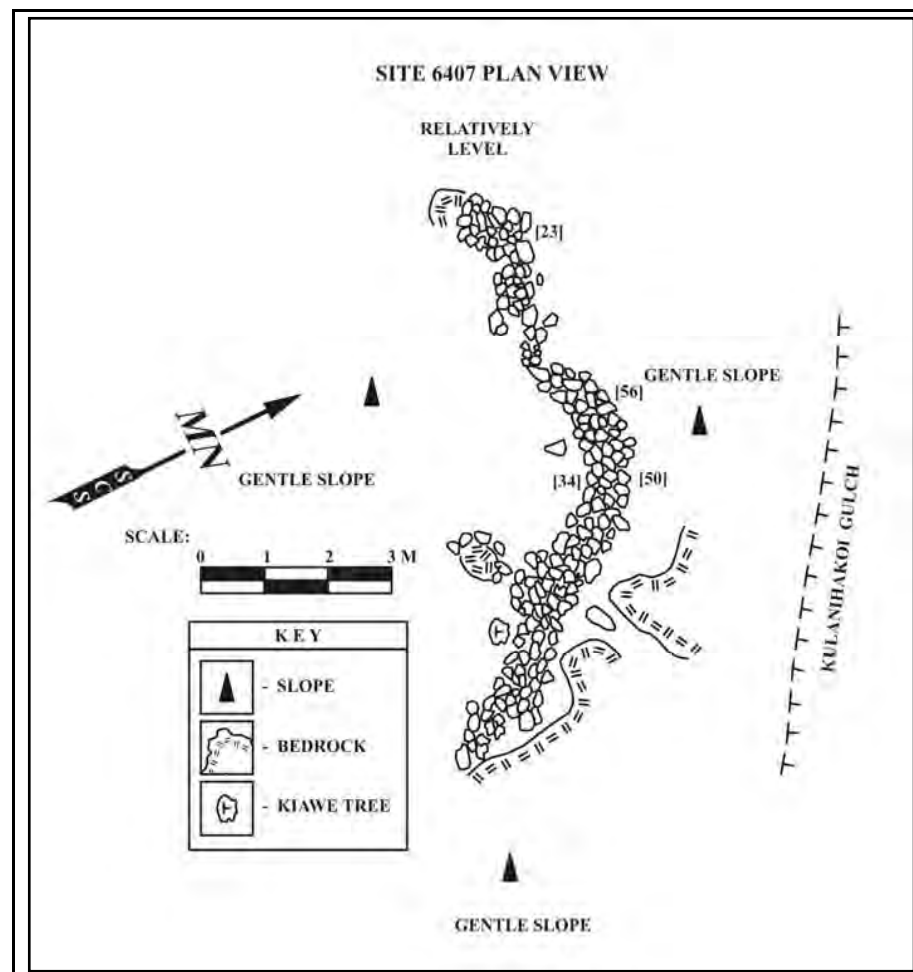 SITE 6407 PLAN VIEW
RELATIVELY
LEVEL
[23]
GENTLE SLOPE
[56]
MN
SCS
GENTLE SLOPE
[34]
[50]
KULANIHAKOI GULCH
SCALE:
0 1 2 3 M
KEY
- SLOPE
- BEDROCK
T
- KIAWE TREE
T
GENTLE SLOPE